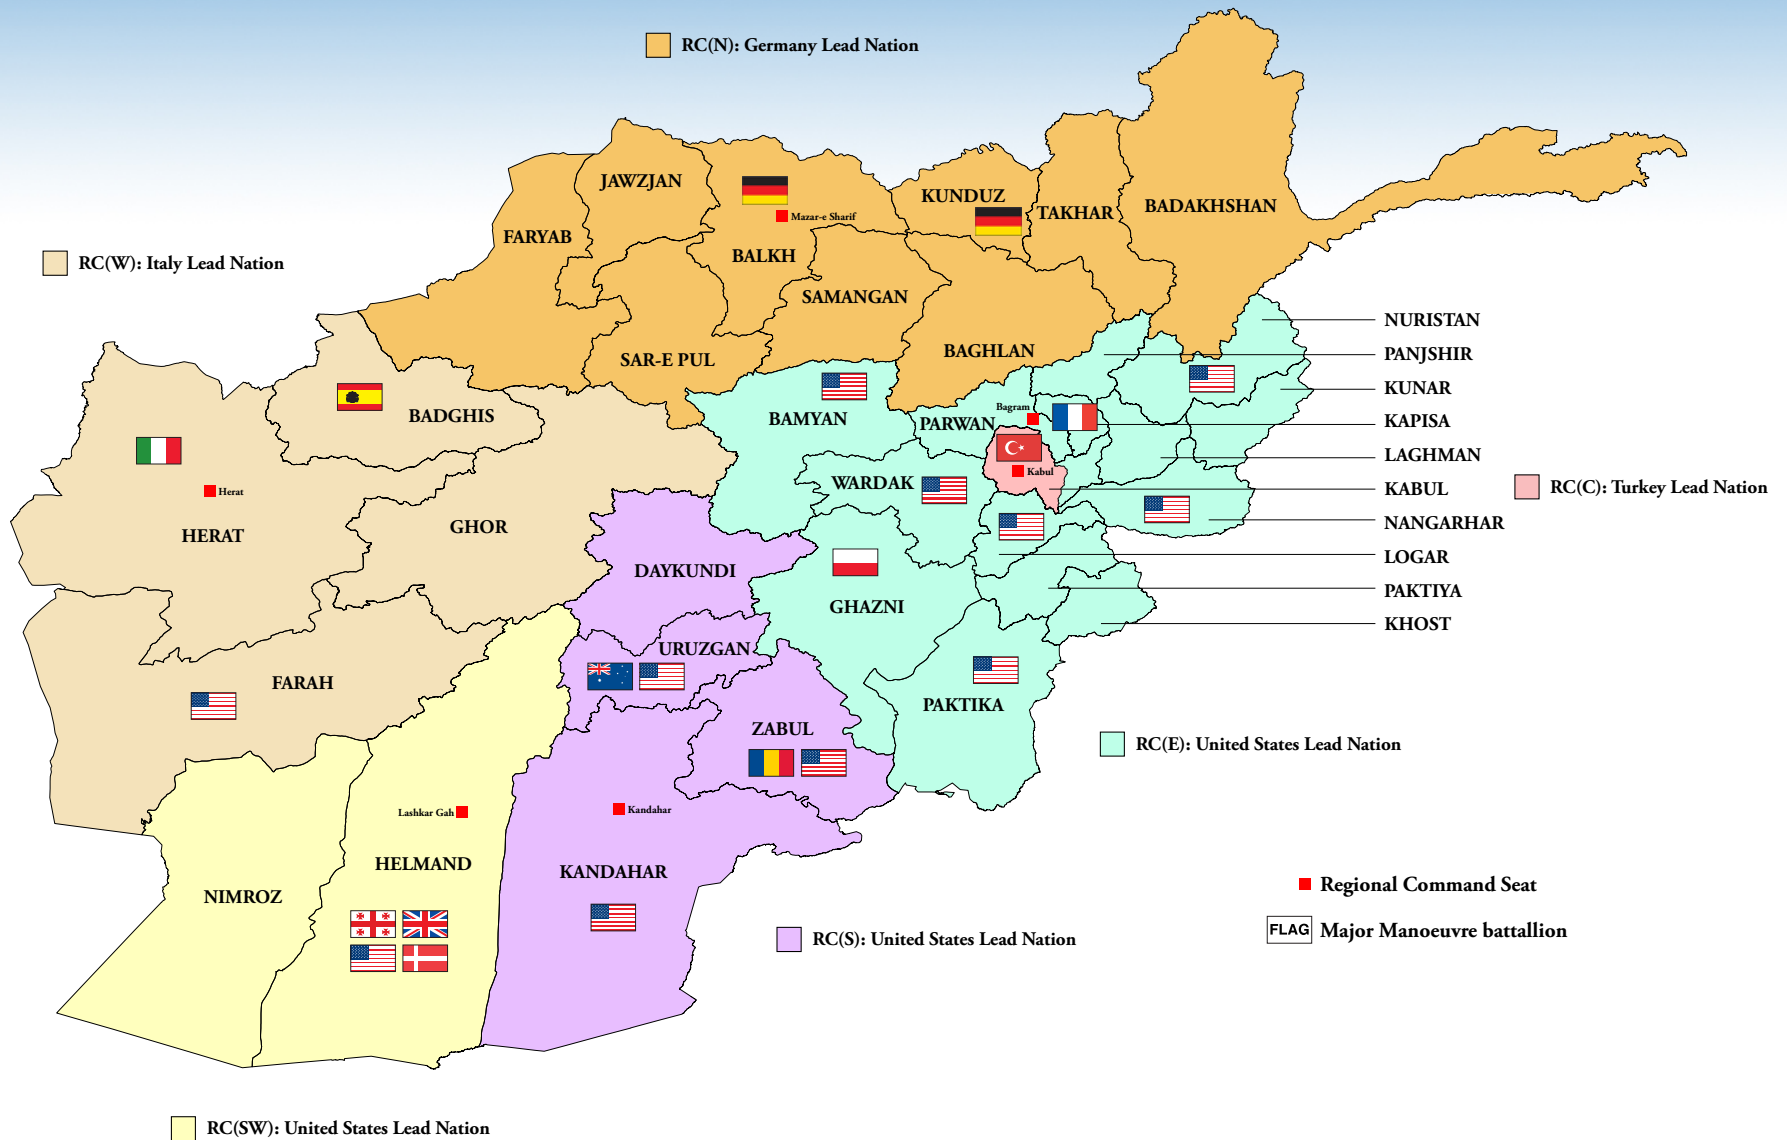 RC(N): Germany Lead Nation
JAWZJAN
KUNDUZ
TAKHAR
BADAKHSHAN
Mazar-e Sharif
FARYAB
BALKH
RC(W): Italy Lead Nation
SAMANGAN
NURISTAN
BAGHLAN
PANJSHIR
SAR-E PUL
KUNAR
BADGHIS
Bagram
BAMYAN
PARWAN
KAPISA
LAGHMAN
Kabul
WARDAK
KABUL
RC(C): Turkey Lead Nation
Herat
NANGARHAR
GHOR
HERAT
LOGAR
DAYKUNDI
PAKTIYA
GHAZNI
KHOST
URUZGAN
FARAH
PAKTIKA
ZABUL
RC(E): United States Lead Nation
Lashkar Gah
Kandahar
HELMAND
KANDAHAR
NIMROZ
Regional Command Seat
FLAG Major Manoeuvre battallion
RC(S): United States Lead Nation
RC(SW): United States Lead Nation